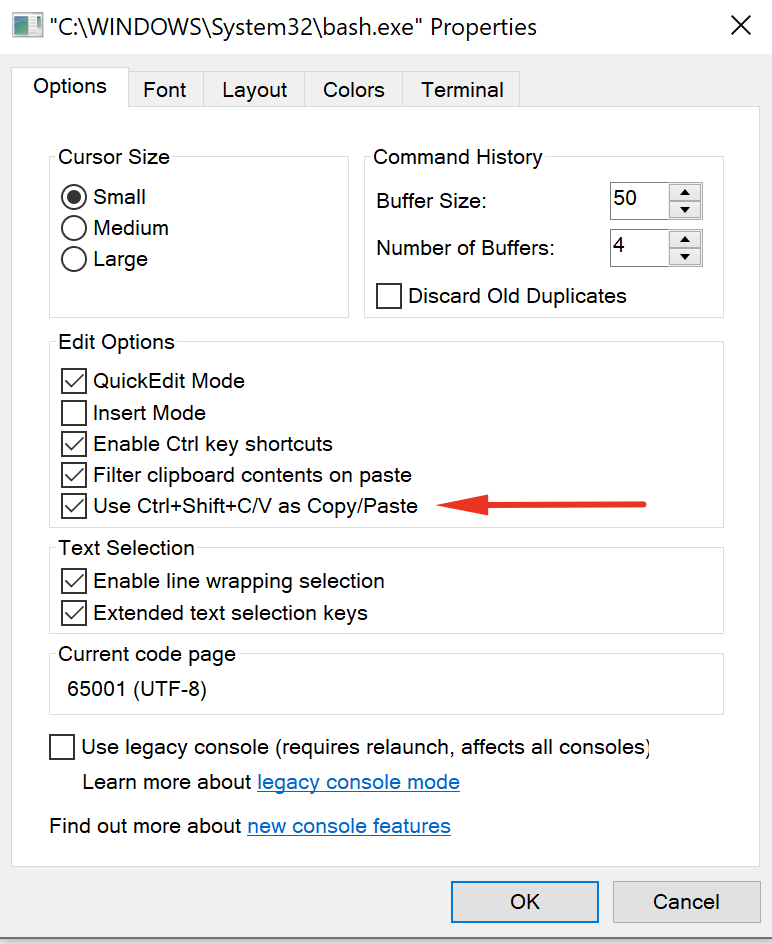 "C:\WINDOWS\System32\bash.exe" Properties
Options Font Layout Colors Terminal
Cursor Size
Small
Medium
Large
Command History
Buffer Size: 50
Number of Buffers: 4
Discard Old Duplicates
Edit Options
QuickEdit Mode
Insert Mode
Enable Ctrl key shortcuts
Filter clipboard contents on paste
Use Ctrl+Shift+C/V as Copy/Paste
Text Selection
Enable line wrapping selection
Extended text selection keys
Current code page
65001 (UTF-8)
Use legacy console (requires relaunch, affects all consoles)
Learn more about legacy console mode
Find out more about new console features
OK Cancel